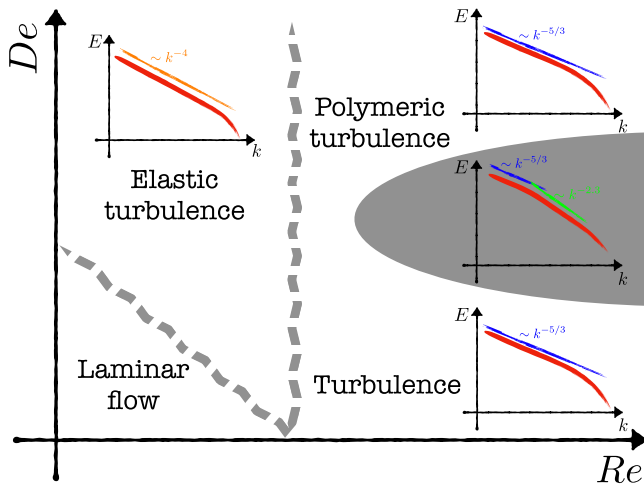 De
E
~ k^{-4}
k
Elastic
turbulence
Laminar
flow
E
~ k^{-5/3}
k
Polymeric
turbulence
E
~ k^{-5/3}
k
E
~ k^{-5/3}
k
Turbulence
Re